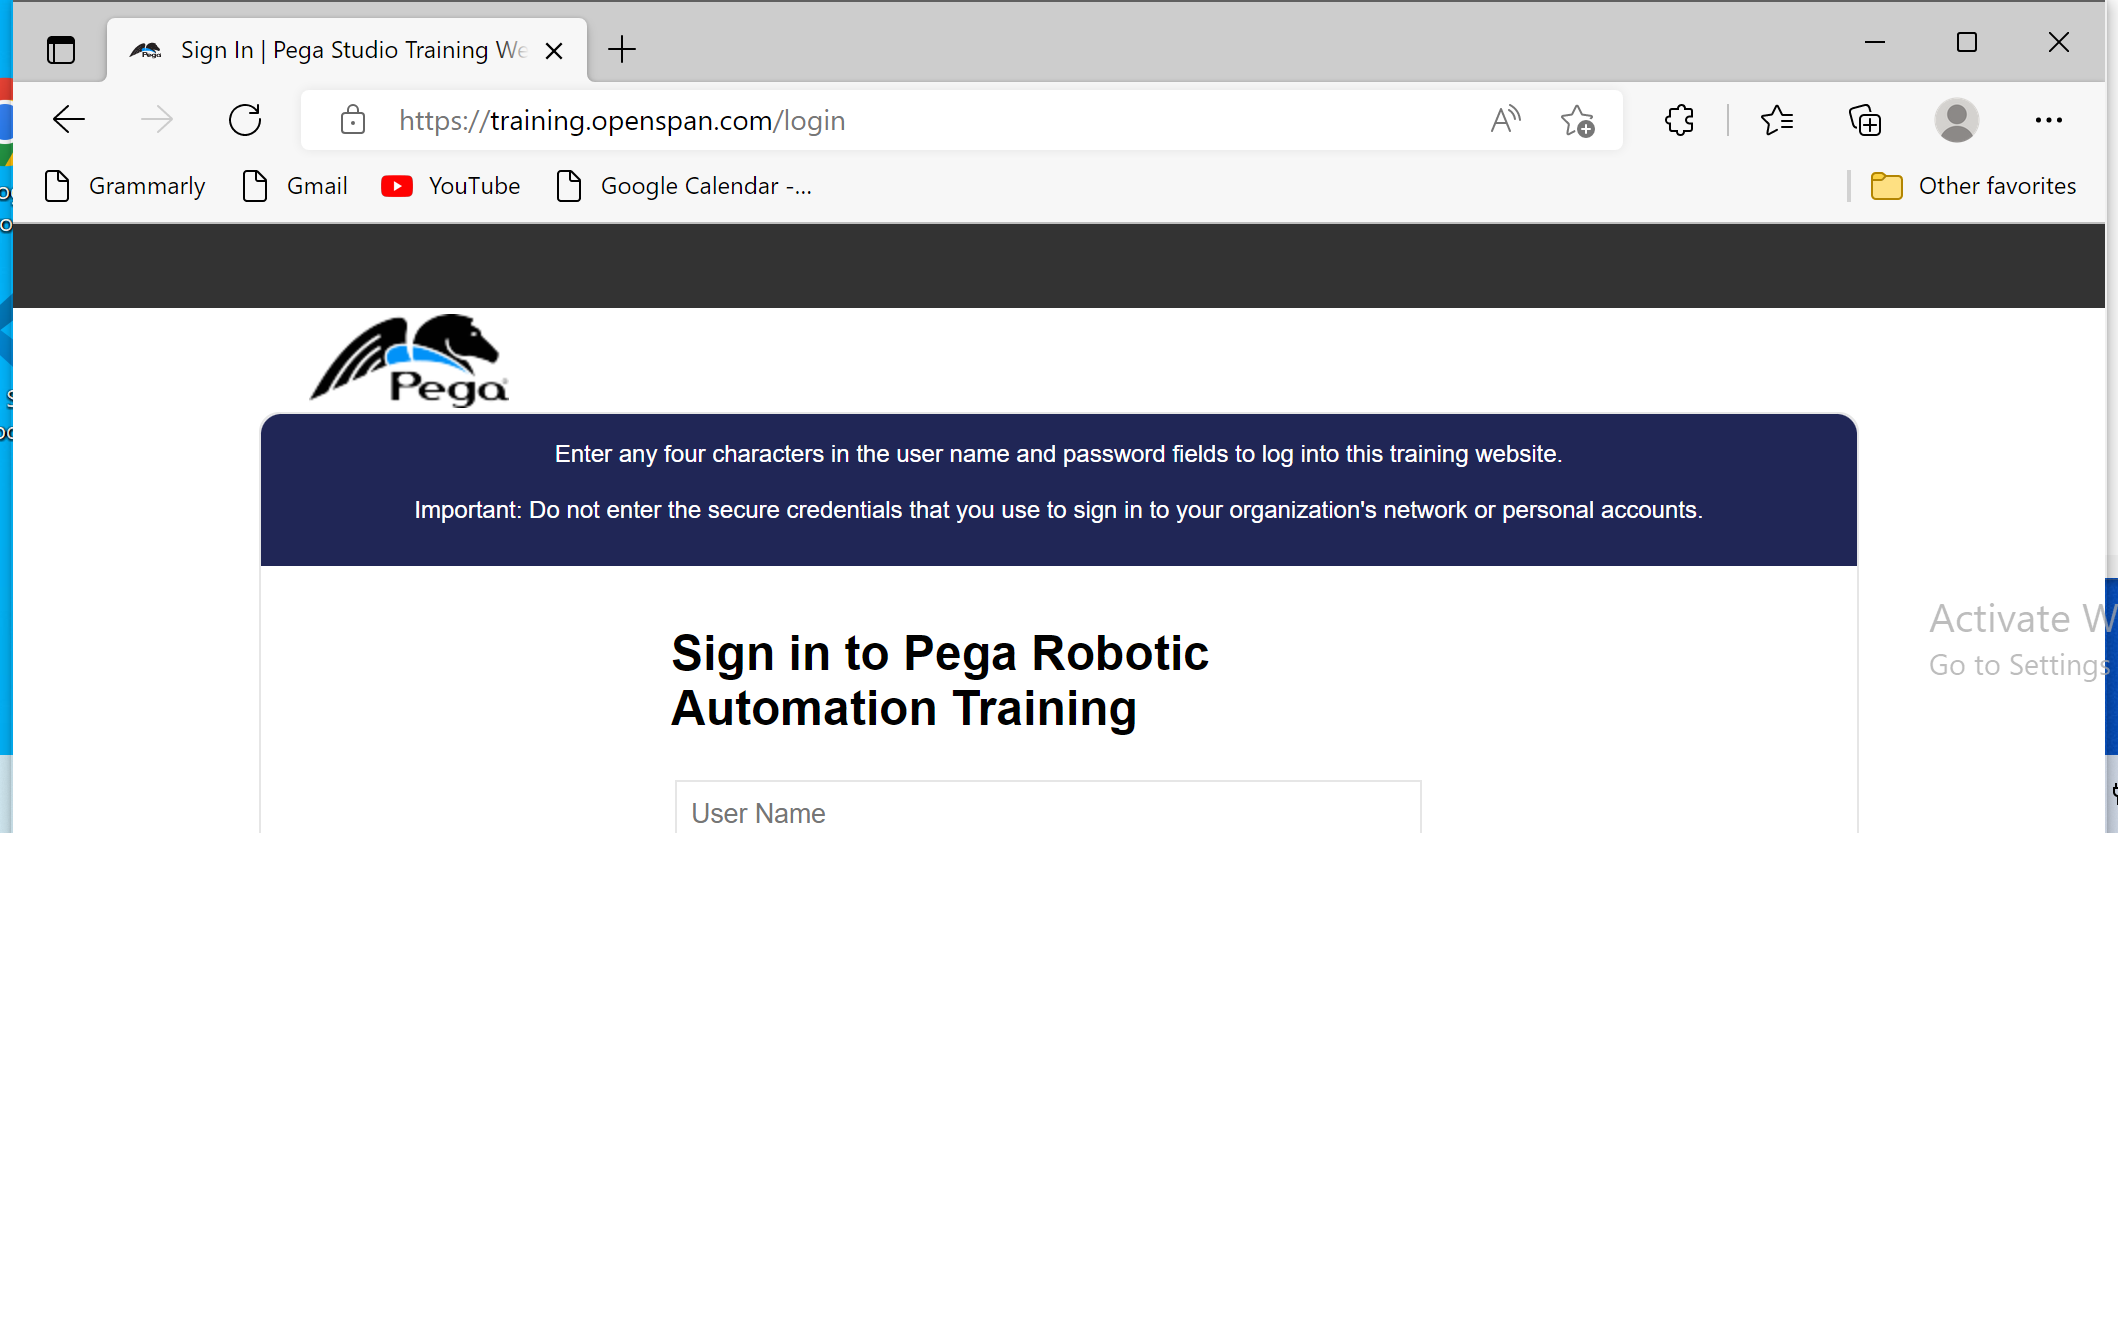 Sign In | Pega Studio Training We
https://training.openspan.com/login
Grammarly
Gmail
YouTube
Google Calendar -...
Other favorites
Pega
Enter any four characters in the user name and password fields to log into this training website.
Important: Do not enter the secure credentials that you use to sign in to your organization's network or personal accounts.
Sign in to Pega Robotic
Automation Training
Activate W
Go to Settings
User Name